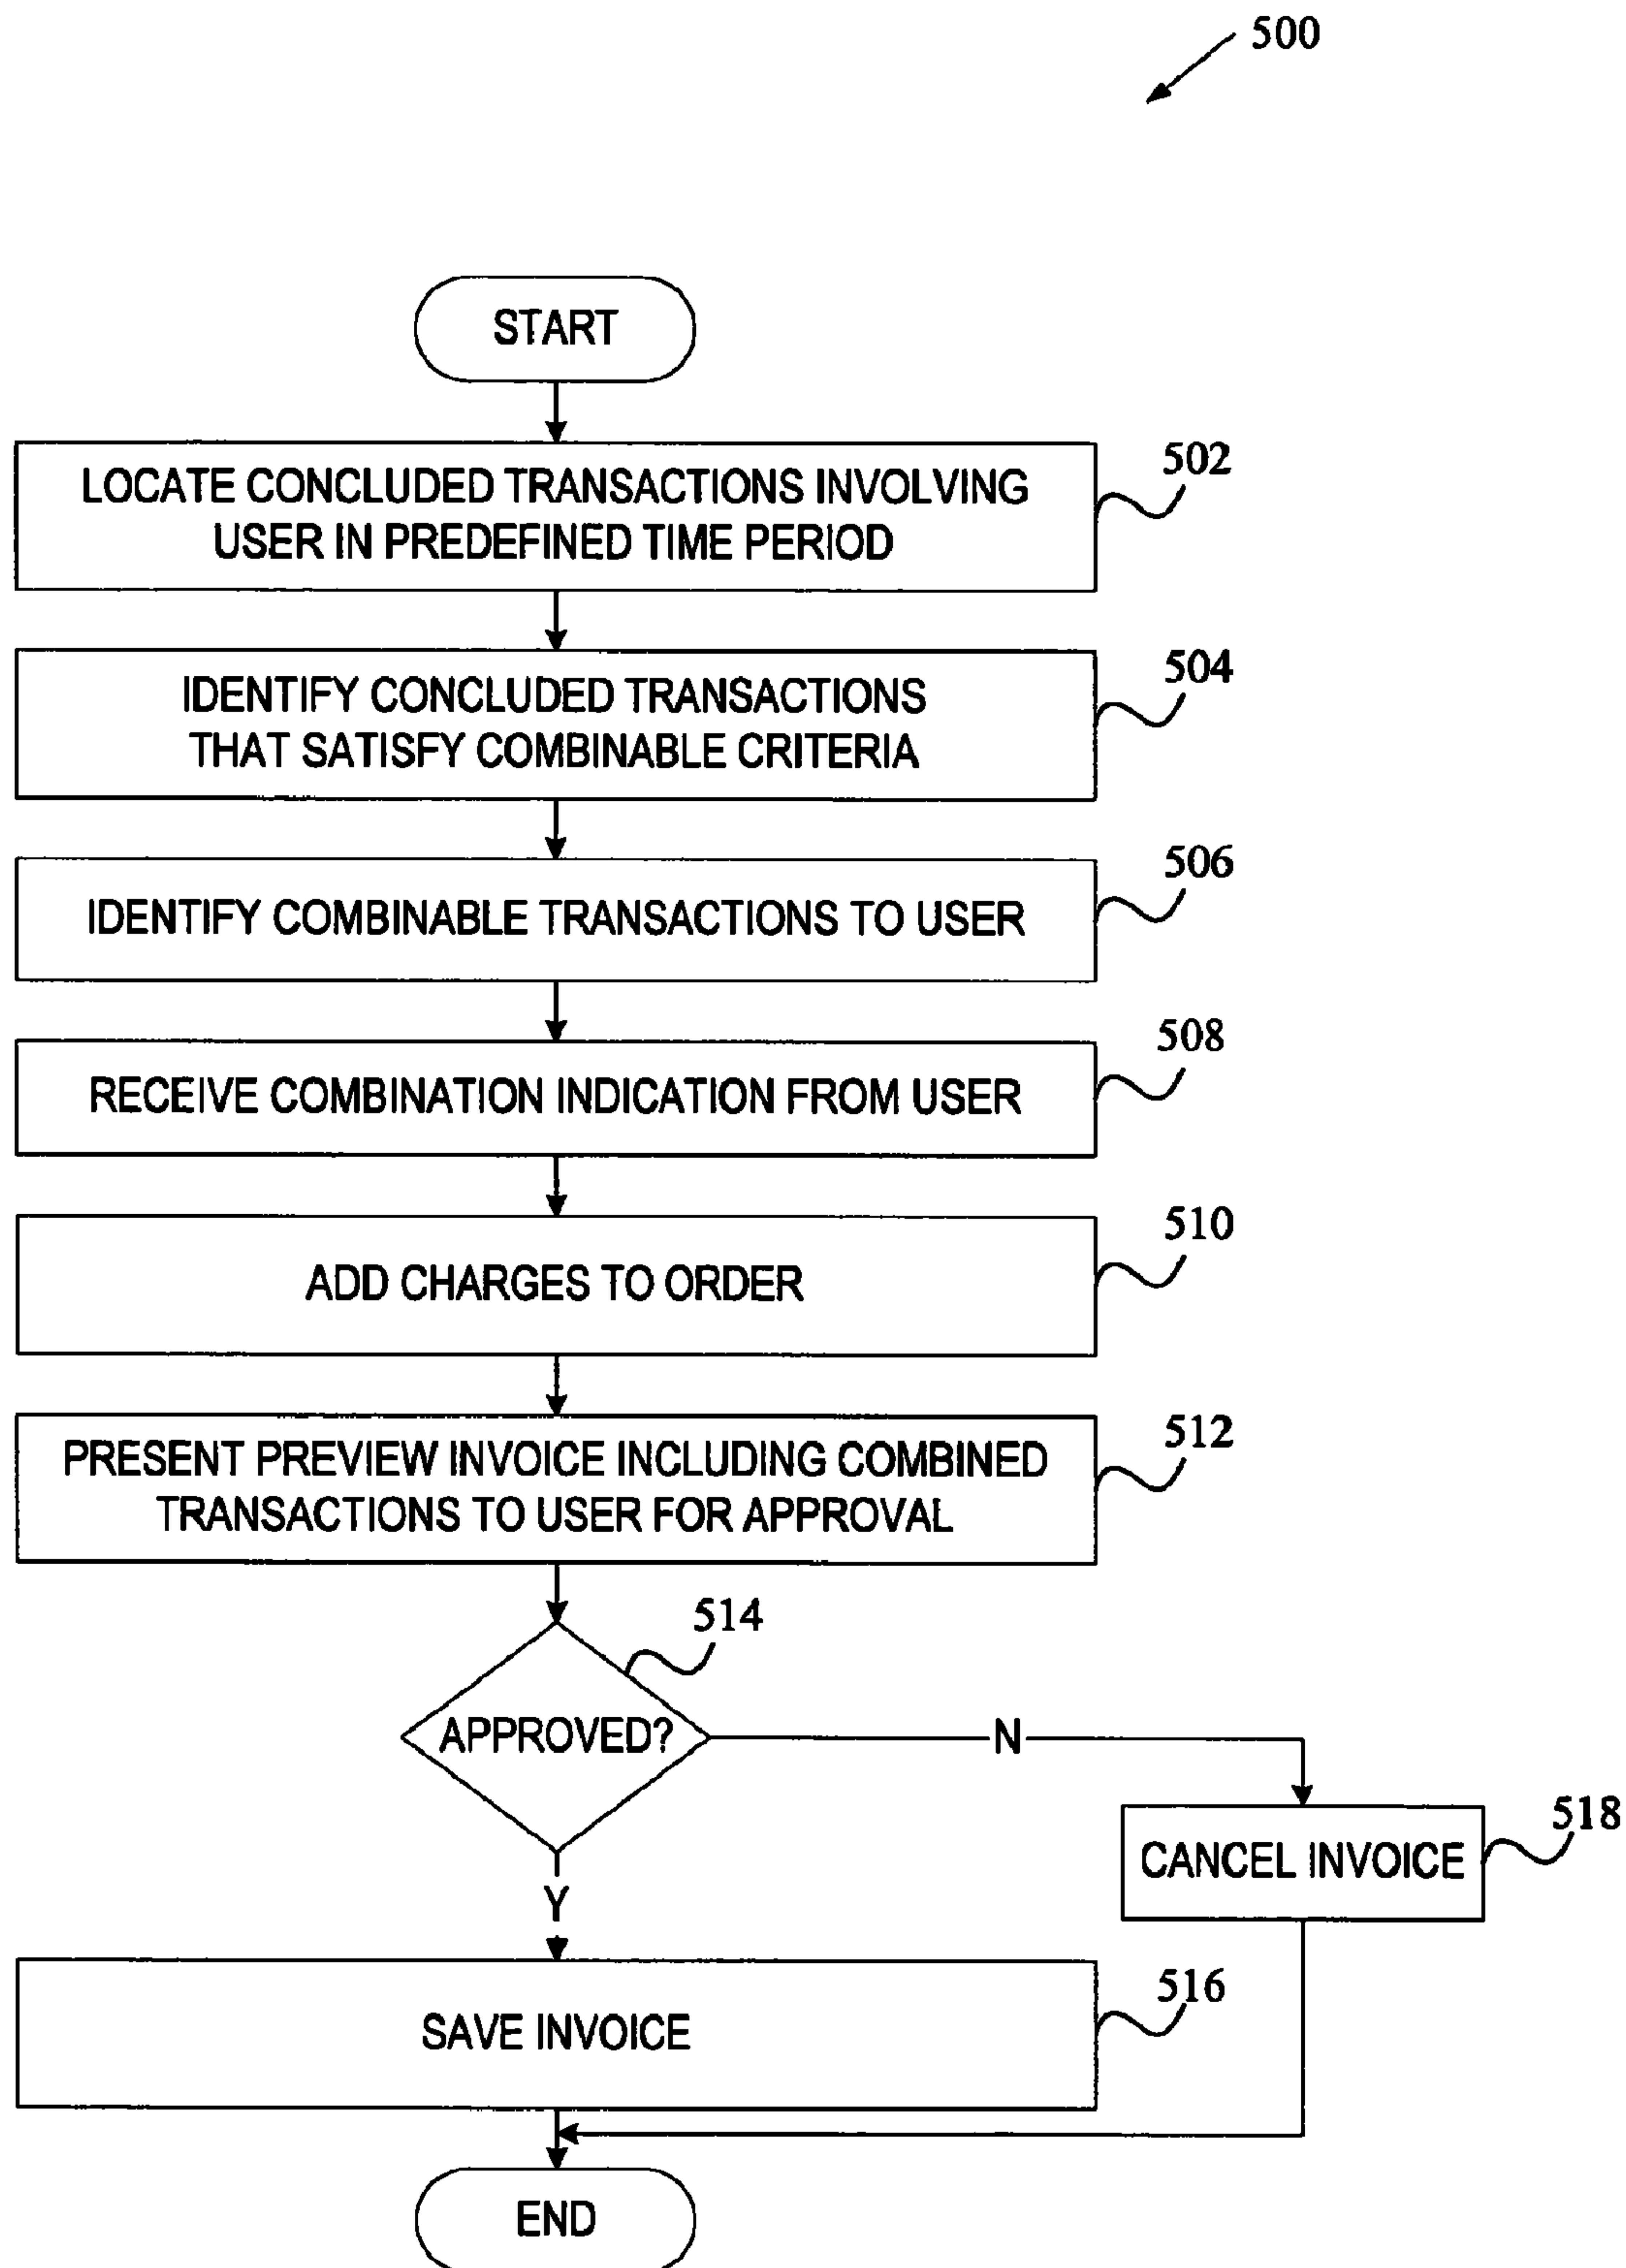 500
START
LOCATE CONCLUDED TRANSACTIONS INVOLVING
USER IN PREDEFINED TIME PERIOD
502
IDENTIFY CONCLUDED TRANSACTIONS
THAT SATISFY COMBINABLE CRITERIA
504
IDENTIFY COMBINABLE TRANSACTIONS TO USER
506
RECEIVE COMBINATION INDICATION FROM USER
508
ADD CHARGES TO ORDER
510
PRESENT PREVIEW INVOICE INCLUDING COMBINED
TRANSACTIONS TO USER FOR APPROVAL
512
514
APPROVED?
N
CANCEL INVOICE
518
Y
SAVE INVOICE
516
END